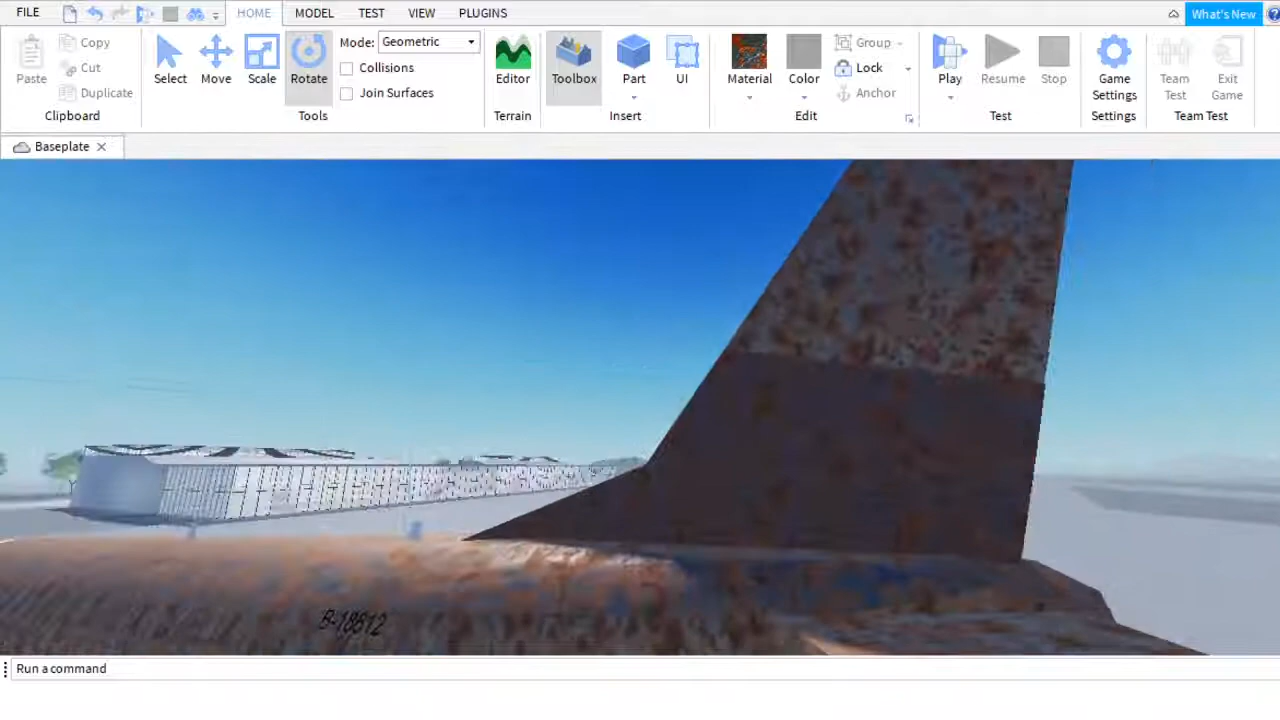 FILE HOME MODEL TEST VIEW PLUGINS What's New
Paste Copy Cut Duplicate Clipboard
Select Move Scale Rotate Mode: Geometric Collisions Join Surfaces Tools
Editor Terrain
Toolbox Part UI Insert
Material Color Group Lock Anchor Edit
Play Resume Stop Test
Game Settings Settings
Team Test Exit Game Team Test
Baseplate
B-18612
Run a command